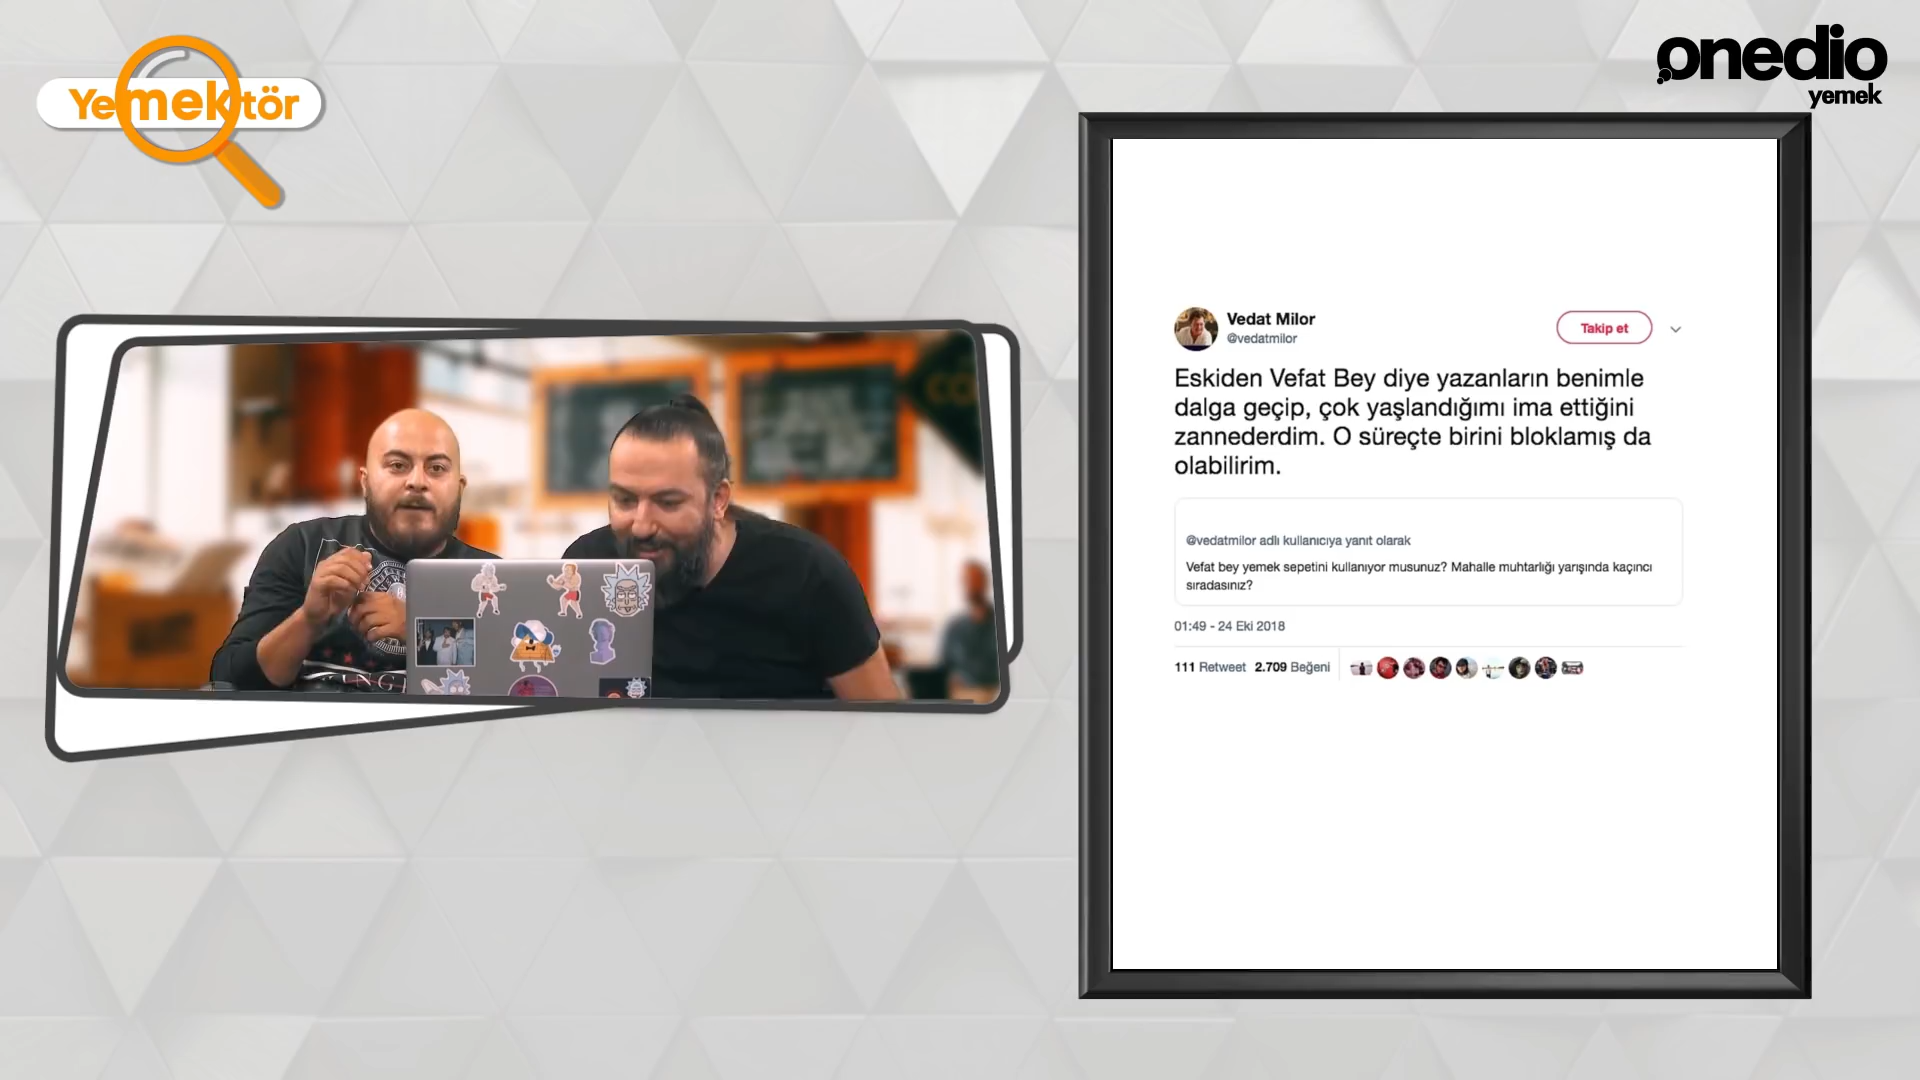 Yemektör
onedio
yemek
Vedat Milor
@vedatmilor
Takip et
Eskiden Vefat Bey diye yazanların benimle
dalga geçip, çok yaşlandığımı ima ettiğini
zannederdim. O süreçte birini bloklamış da
olabilirim.
@vedatmilor adlı kullanıcıya yanıt olarak
Vefat bey yemek sepetini kullanıyor musunuz? Mahalle muhtarlığı yarışında kaçıncı
sıradasınız?
01:49 - 24 Eki 2018
111 Retweet 2.709 Beğeni